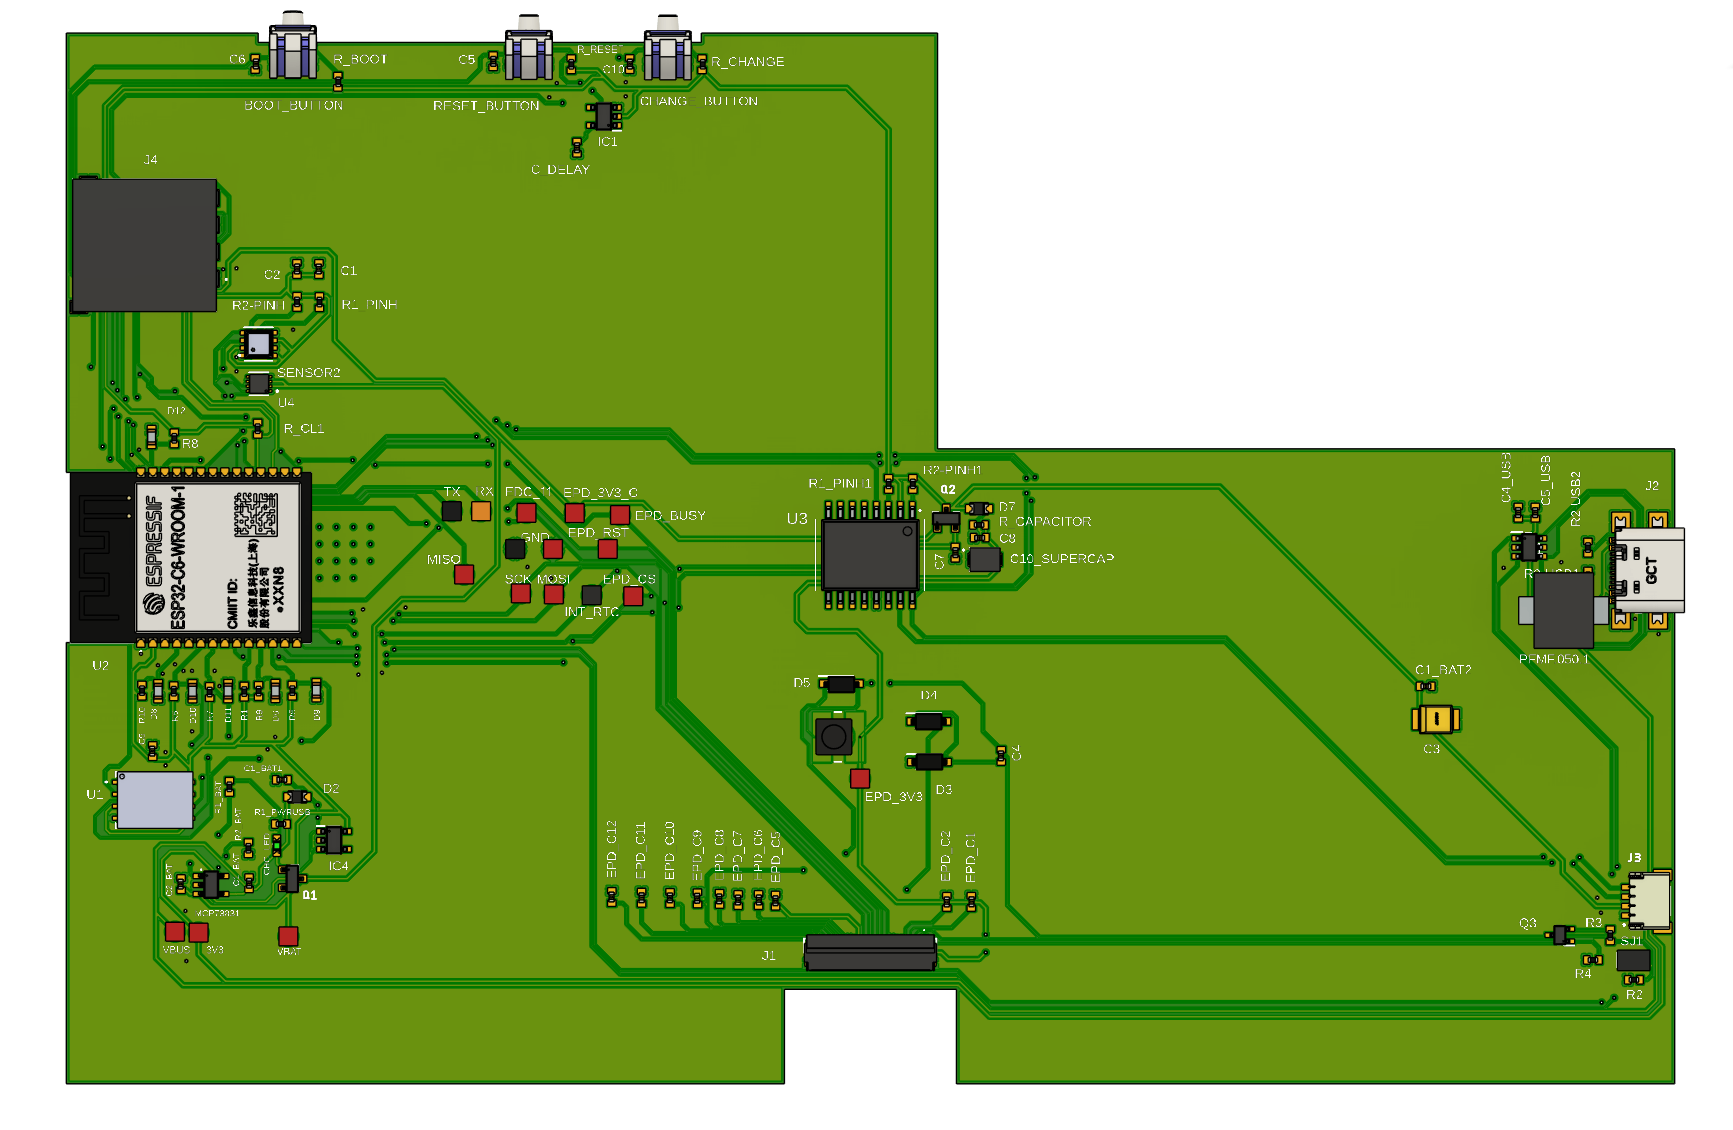 C6
R_BOOT
BOOT_BUTTON
C5
R_RESET
C10
R_CHANGE
RESET_BUTTON
CHANGE_BUTTON
IC1
C_DELAY
J4
C2
C1
R2-PINH
R1_PINH
SENSOR2
U4
D12
R8
R_CL1
ESPRESSIF
ESP32-C6-WROOM-1
CMIIT ID:
乐鑫信息科技(上海)
股份有限公司
●XXN8
U2
TX
RX
EPD_3V3_C
EPD_BUSY
GND
EPD_RST
MISO
SCK
MOSI
EPD_CS
INT_RTC
R1_PINH1
R2-PINH1
U3
Q2
D7
R_CAPACITOR
C8
C7
C10_SUPERCAP
C4_USB
C5_USB
R2_USB2
J2
GCT
D5
D4
D3
C4
EPD_3V3
C1_BAT2
C3
U1
C1_BAT1
D2
R1_BAT
R1_PWRUSB
IC4
Q1
MCP73831
VBUS
3V3
VBAT
EPD_C12
EPD_C11
EPD_C10
EPD_C9
EPD_C8
EPD_C7
EPD_C6
EPD_C5
EPD_C2
EPD_C1
J1
J3
Q3
R3
SJ1
R4
R2